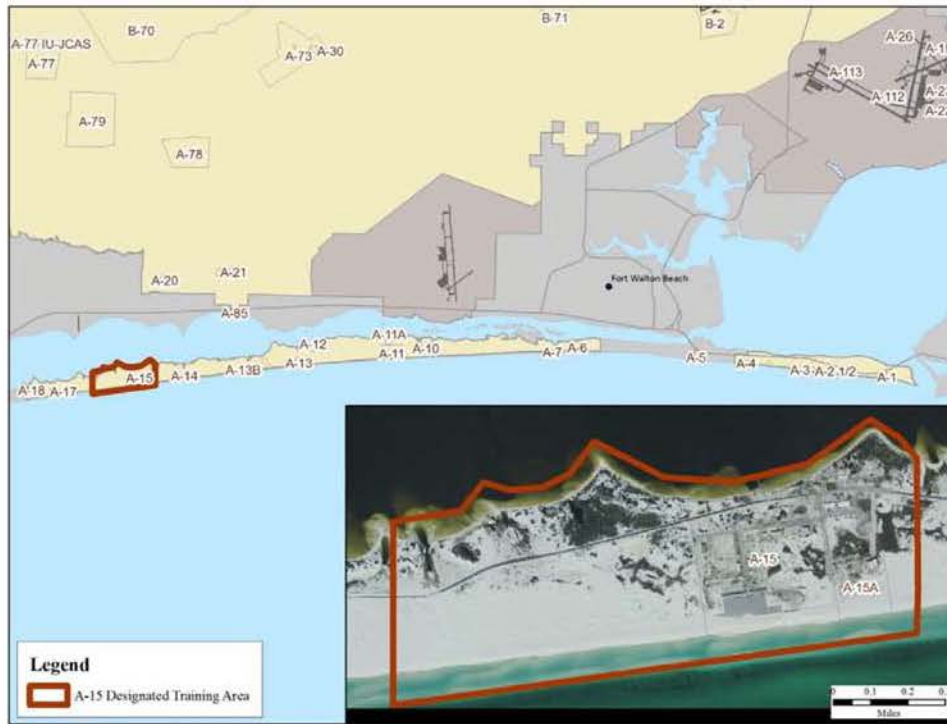 B-70
B-71
B-2
A-77 IU-JCAS
A-77
A-73
A-30
A-26
A-113
A-112
A-79
A-78
A-20
A-21
A-85
Fort Walton Beach
A-12
A-11A
A-13B
A-13
A-11
A-10
A-7
A-6
A-5
A-4
A-3
A-2 1/2
A-1
A-18
A-17
A-15
A-14
A-15
A-15A
Legend
A-15 Designated Training Area
0 0.1 0.2
Miles